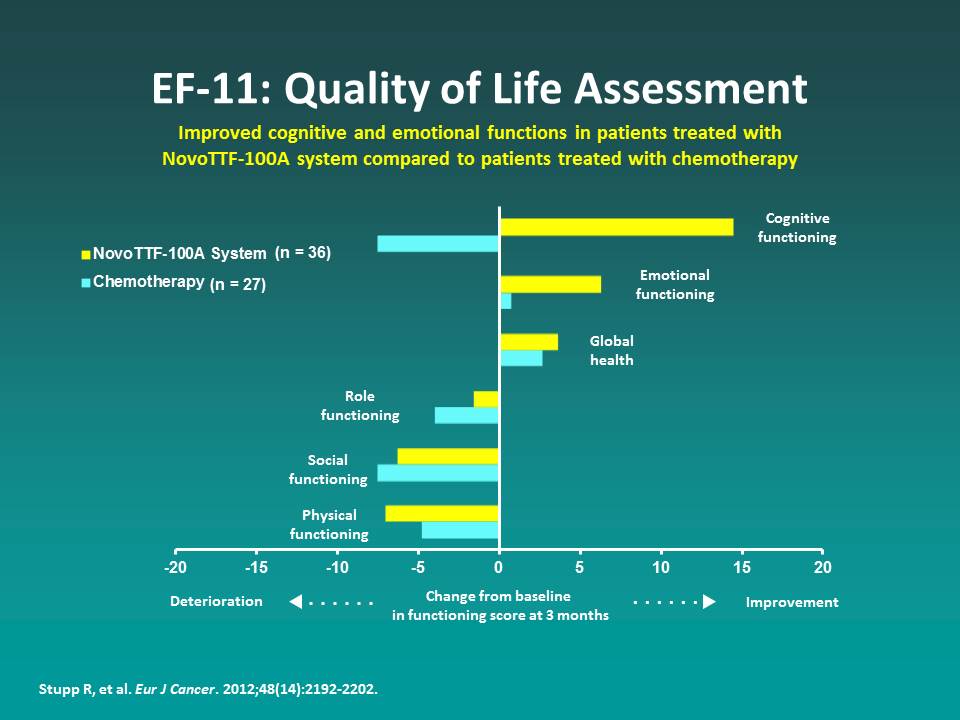 EF-11: Quality of Life Assessment
Improved cognitive and emotional functions in patients treated with
NovoTTF-100A system compared to patients treated with chemotherapy
Cognitive
functioning
NovoTTF-100A System (n = 36)
Chemotherapy (n = 27)
Emotional
functioning
Global
health
Role
functioning
Social
functioning
Physical
functioning
-20 -15 -10 -5 0 5 10 15 20
Deterioration ...... Change from baseline ...... Improvement
in functioning score at 3 months
Stupp R, et al. Eur J Cancer. 2012;48(14):2192-2202.